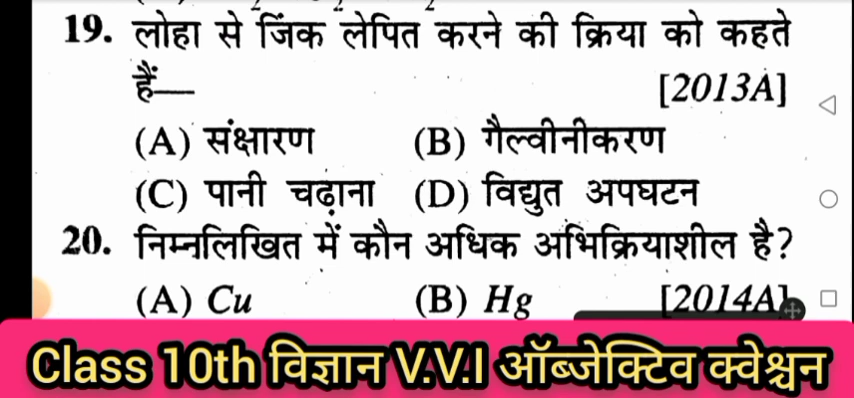 19. लोहा से जिंक लेपित करने की क्रिया को कहते
हैं— [2013A]
(A) संक्षारण (B) गैल्वीनीकरण
(C) पानी चढ़ाना (D) विद्युत अपघटन
20. निम्नलिखित में कौन अधिक अभिक्रियाशील है?
(A) Cu (B) Hg [2014A]
Class 10th विज्ञान V.V.I ऑब्जेक्टिव क्वेश्चन